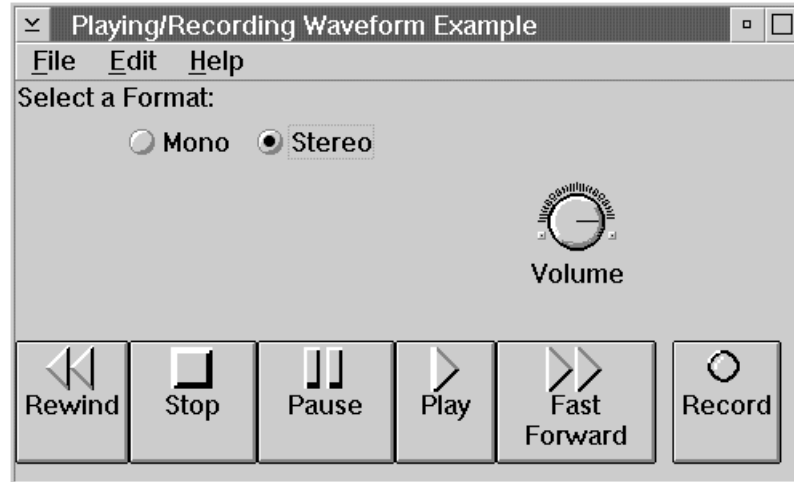 Playing/Recording Waveform Example
File Edit Help
Select a Format:
Mono Stereo
Volume
Rewind Stop Pause Play Fast Forward Record